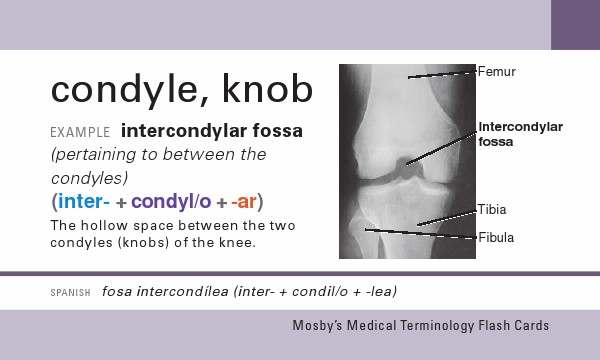 condyle, knob
EXAMPLE intercondylar fossa
(pertaining to between the
condyles)
(inter- + condyl/o + -ar)
The hollow space between the two
condyles (knobs) of the knee.
Femur
Intercondylar
fossa
Tibia
Fibula
SPANISH fosa intercondílea (inter- + condil/o + -lea)
Mosby's Medical Terminology Flash Cards